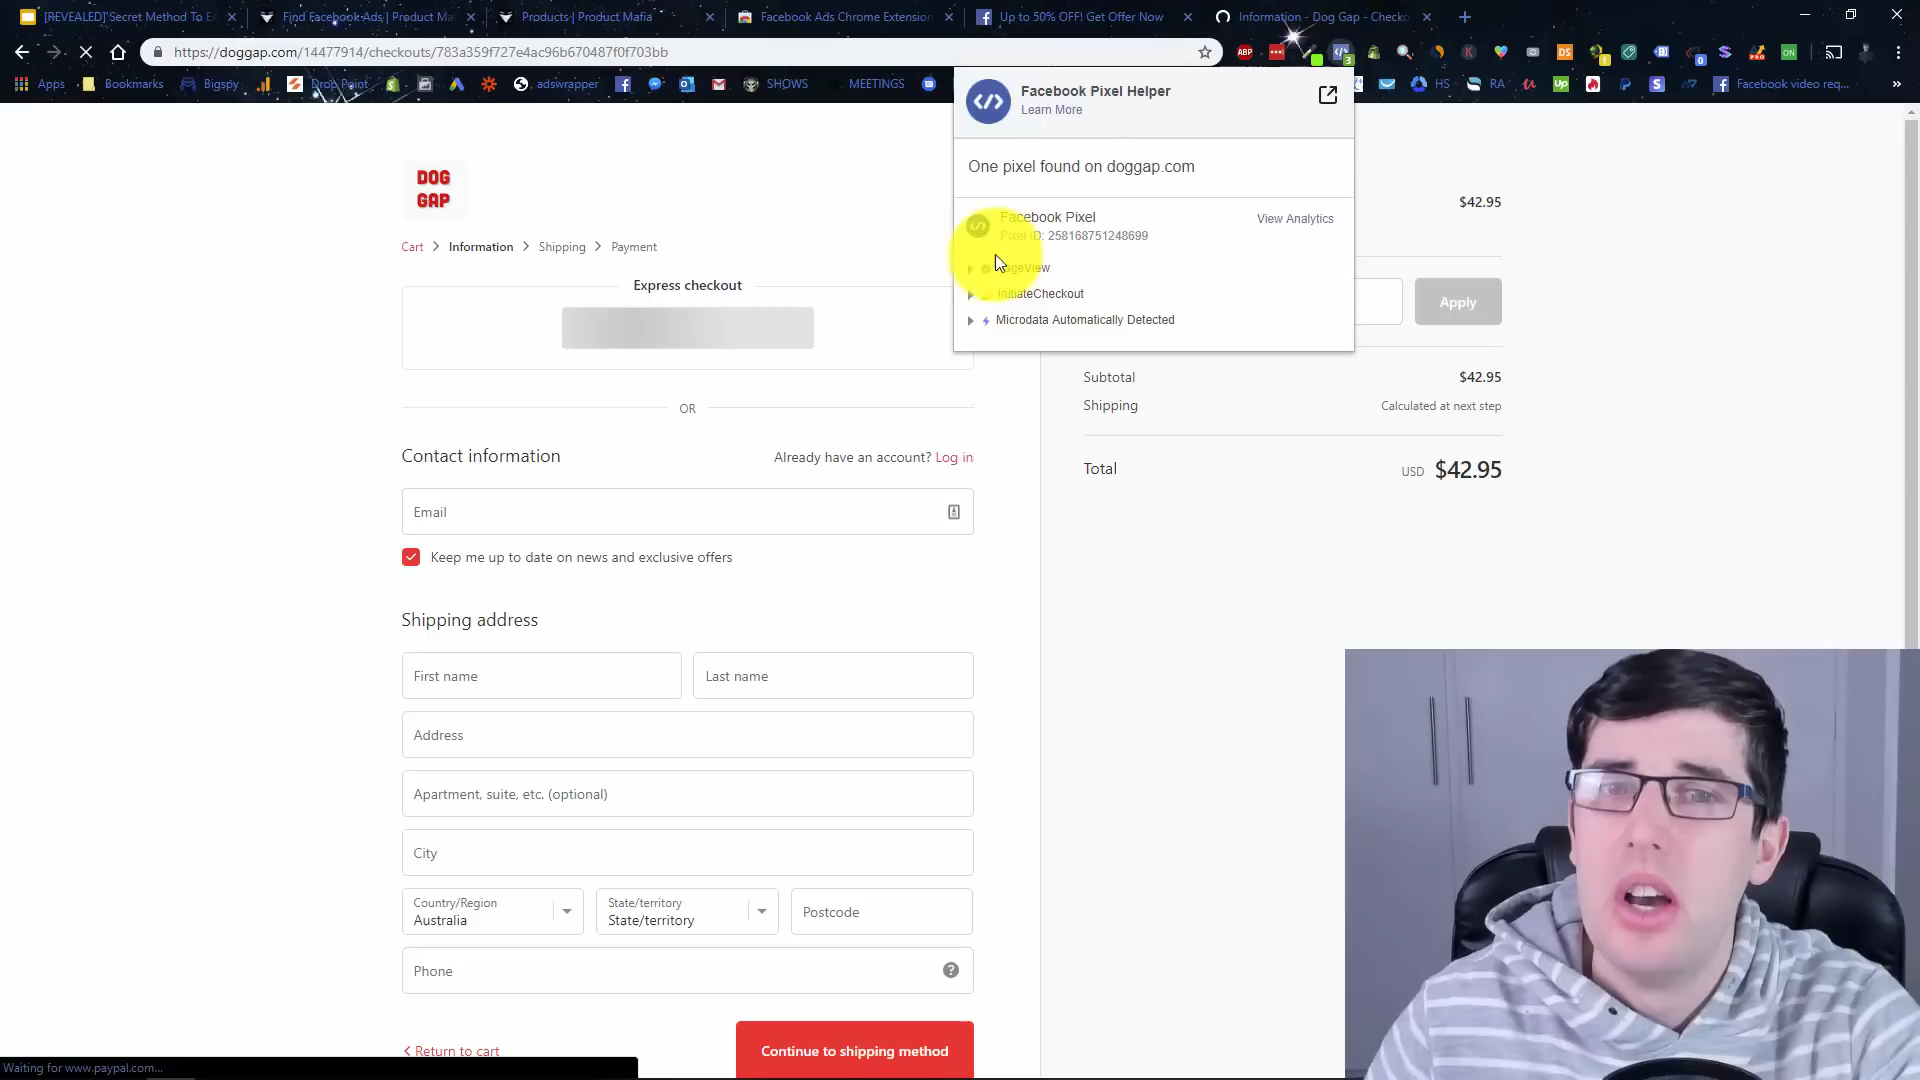 [REVEALED] Secret Method To E
Find Facebook Ads | Product Ma
Products | Product Mafia
Facebook Ads Chrome Extension
Up to 50% OFF! Get Offer Now
Information - Dog Gap - Checko
https://doggap.com/14477914/checkouts/783a359f727e4ac96b670487f0f703bb
ABP
DS
ON
Apps
Bookmarks
Bigspy
Drop Point
adswrapper
SHOWS
MEETINGS
HS
RA
Up
Facebook video req...
Facebook Pixel Helper
Learn More
One pixel found on doggap.com
Facebook Pixel
View Analytics
Pixel ID: 258168751248699
PageView
InitiateCheckout
Microdata Automatically Detected
DOG
GAP
Cart
Information
Shipping
Payment
Express checkout
OR
Contact information
Already have an account? Log in
Email
Keep me up to date on news and exclusive offers
Shipping address
First name
Last name
Address
Apartment, suite, etc. (optional)
City
Country/Region
Australia
State/territory
State/territory
Postcode
Phone
Return to cart
Continue to shipping method
$42.95
Apply
Subtotal
$42.95
Shipping
Calculated at next step
Total
USD $42.95
Waiting for www.paypal.com...